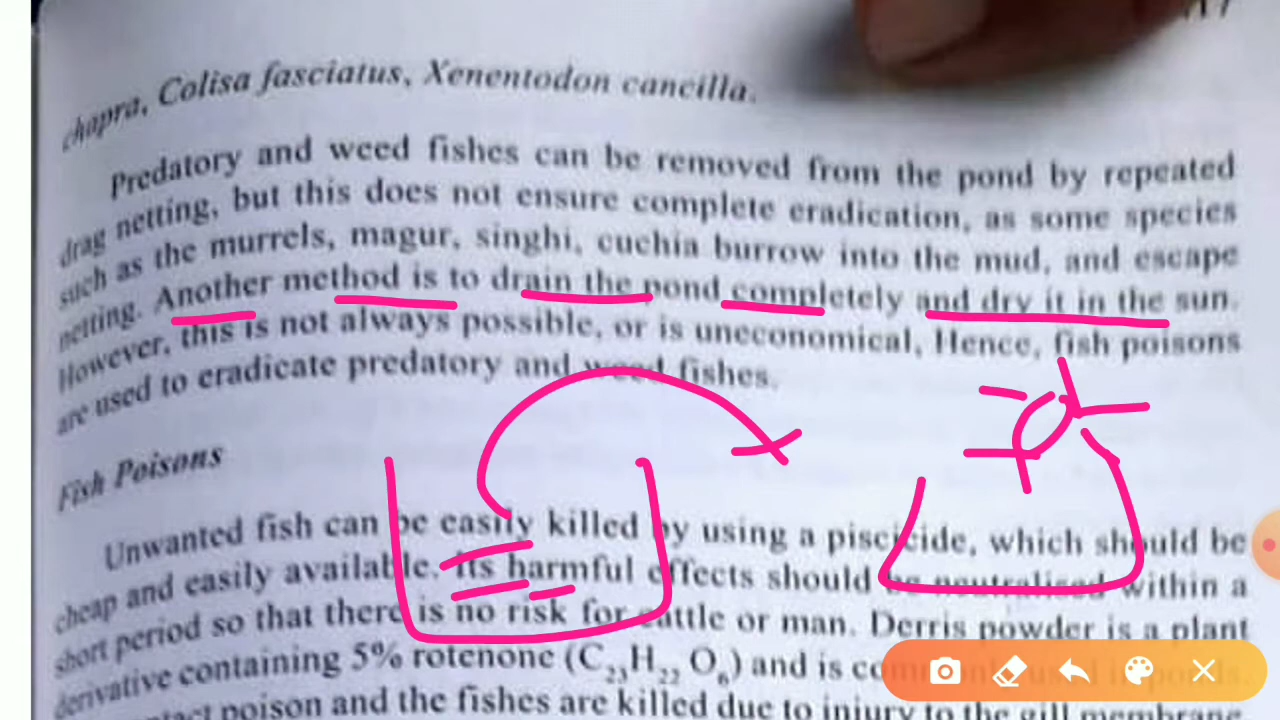 chapra, Colisa fasciatus, Xenentodon cancilla.
Predatory and weed fishes can be removed from the pond by repeated
drag netting, but this does not ensure complete eradication, as some species
such as the murrels, magur, singhi, cuchia burrow into the mud, and escape
netting. Another method is to drain the pond completely and dry it in the sun.
However, this is not always possible, or is uneconomical, Hence, fish poisons
are used to eradicate predatory and weed fishes.
Fish Poisons
Unwanted fish can be easily killed by using a piscicide, which should be
cheap and easily available. Its harmful effects should be neutralised within a
short period so that there is no risk for cattle or man. Derris powder is a plant
derivative containing 5% rotenone (C₂₃H₂₂ O₆) and is
poison and the fishes are killed due to injury to the gill membrane